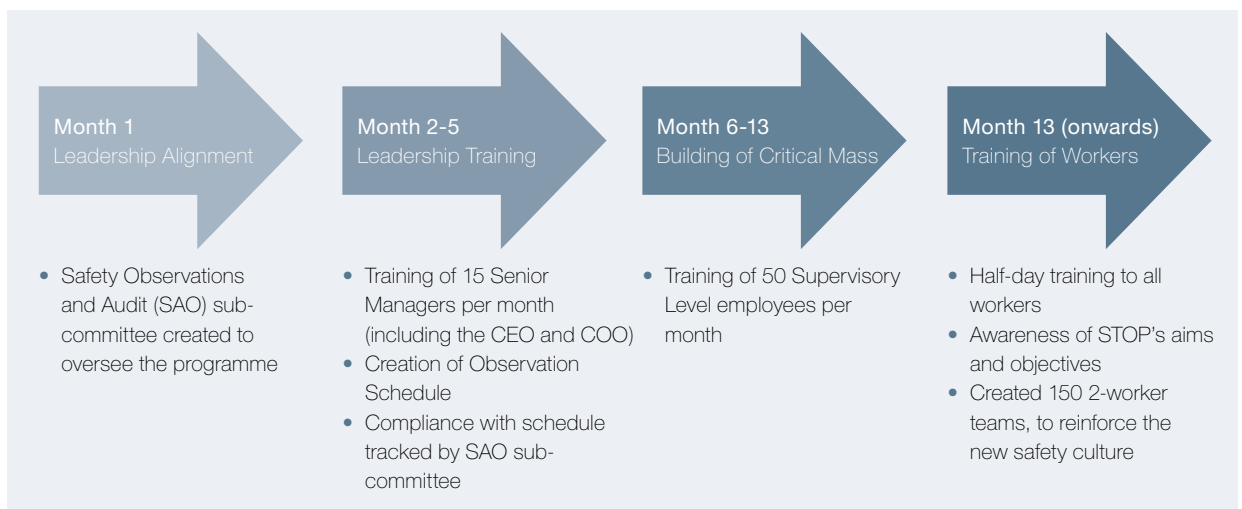 Month 1
Leadership Alignment
• Safety Observations
and Audit (SAO) sub-
committee created to
oversee the programme
Month 2-5
Leadership Training
• Training of 15 Senior
Managers per month
(including the CEO and COO)
• Creation of Observation
Schedule
• Compliance with schedule
tracked by SAO sub-
committee
Month 6-13
Building of Critical Mass
• Training of 50 Supervisory
Level employees per
month
Month 13 (onwards)
Training of Workers
• Half-day training to all
workers
• Awareness of STOP's aims
and objectives
• Created 150 2-worker
teams, to reinforce the
new safety culture